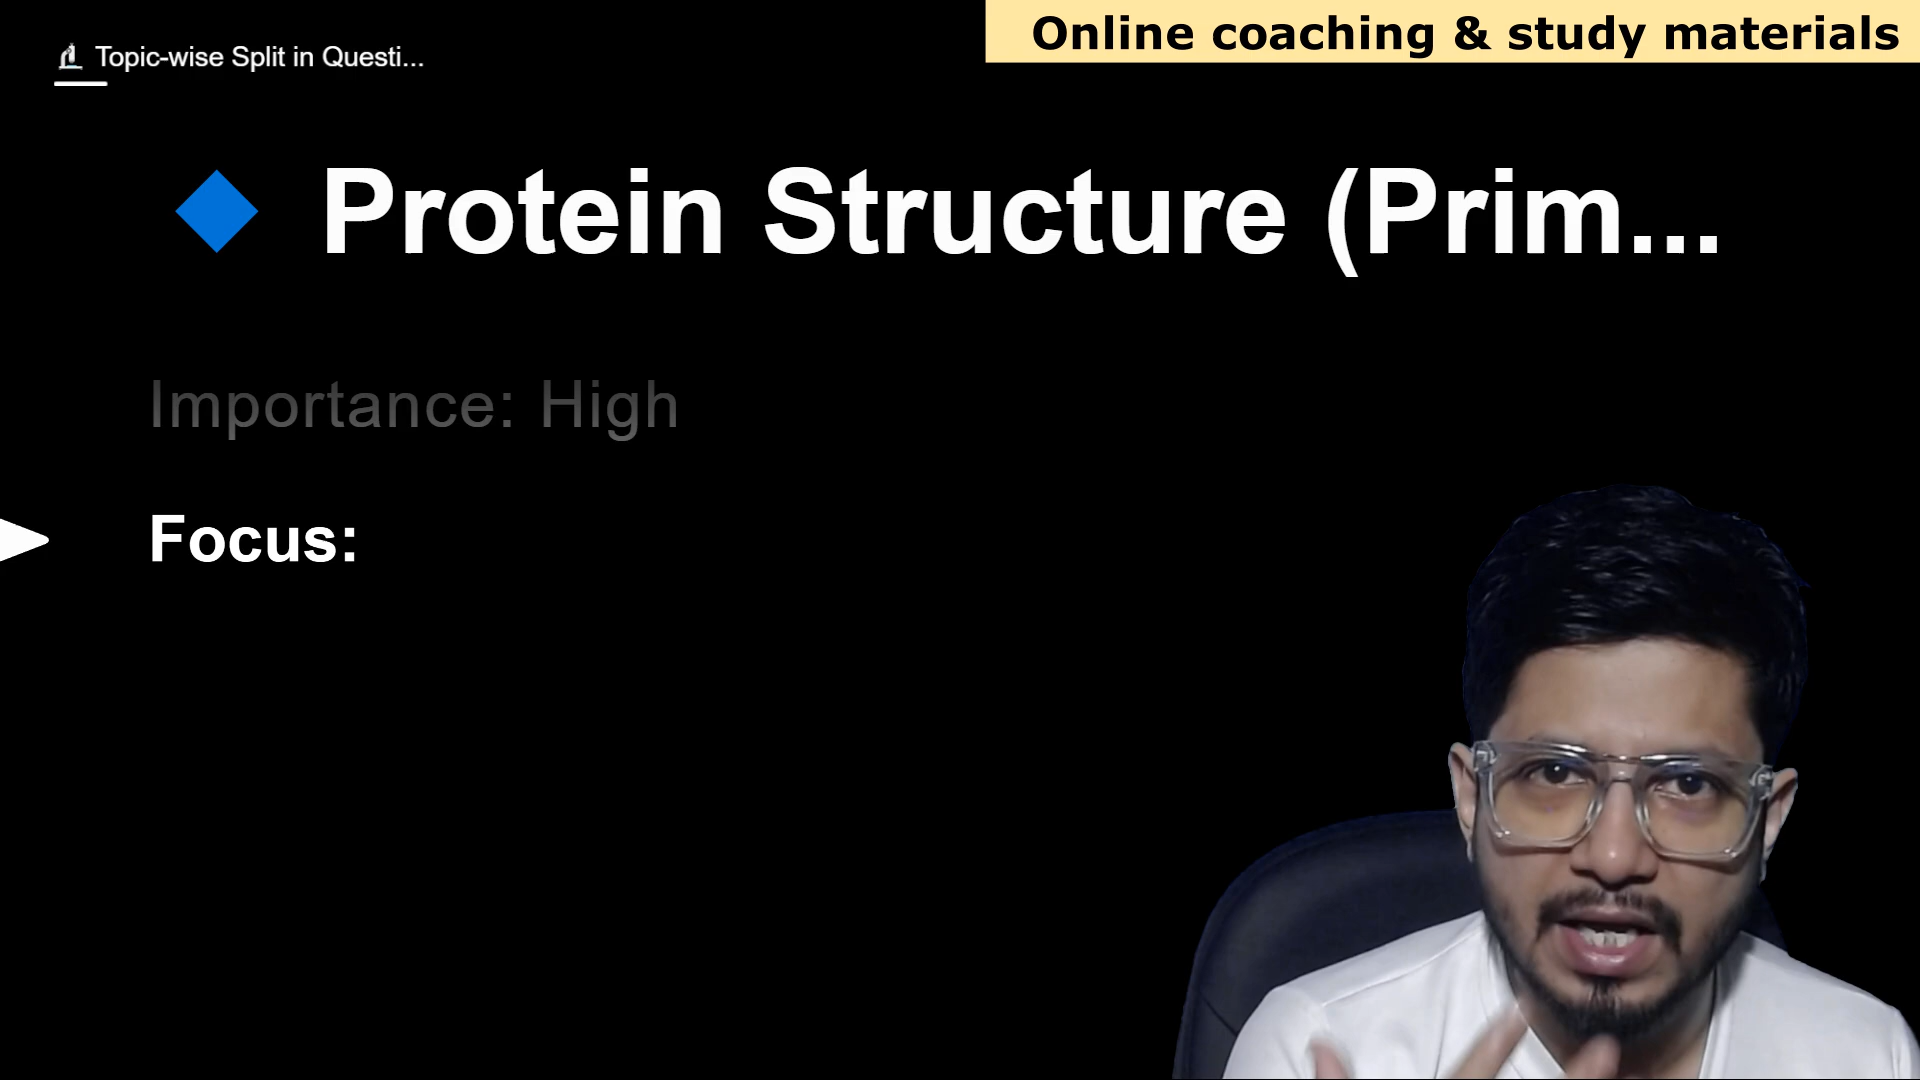 Topic-wise Split in Questi...
Online coaching & study materials
Protein Structure (Prim...
Importance: High
Focus: